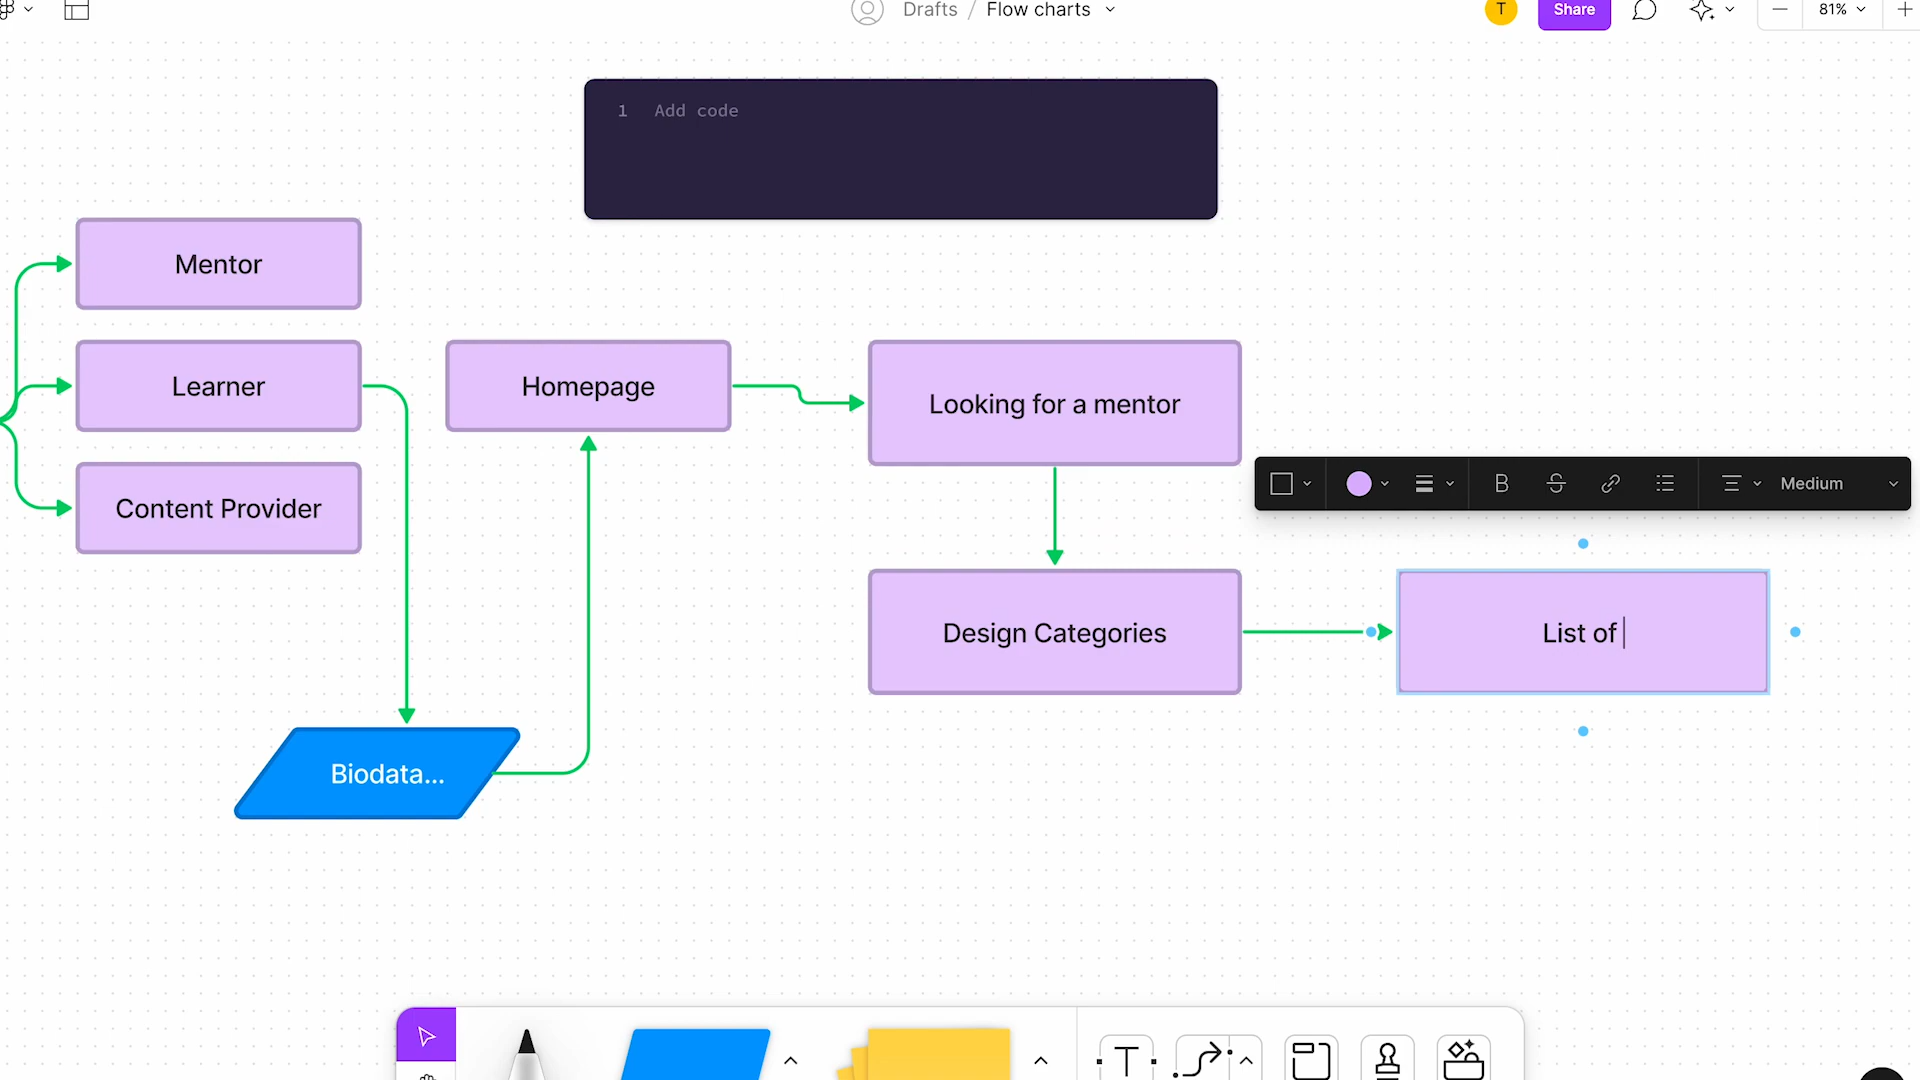 Drafts / Flow charts
T
Share
81%
1 Add code
Mentor
Learner
Homepage
Looking for a mentor
Content Provider
B S Medium
Design Categories
List of
Biodata...
T